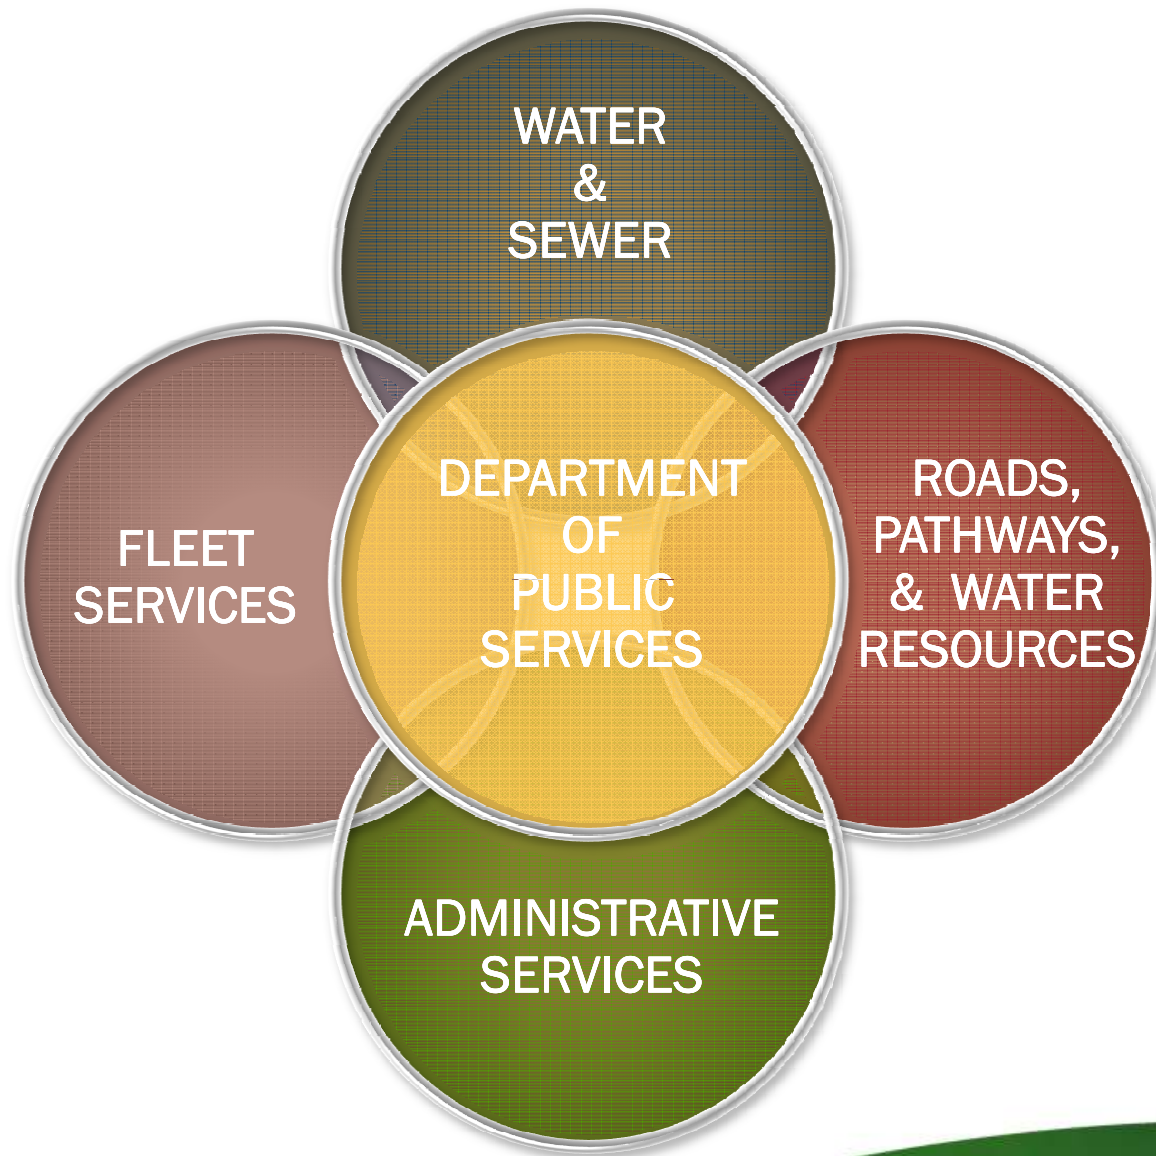 WATER
&
SEWER
FLEET
SERVICES
DEPARTMENT
OF
PUBLIC
SERVICES
ROADS,
PATHWAYS,
& WATER
RESOURCES
ADMINISTRATIVE
SERVICES